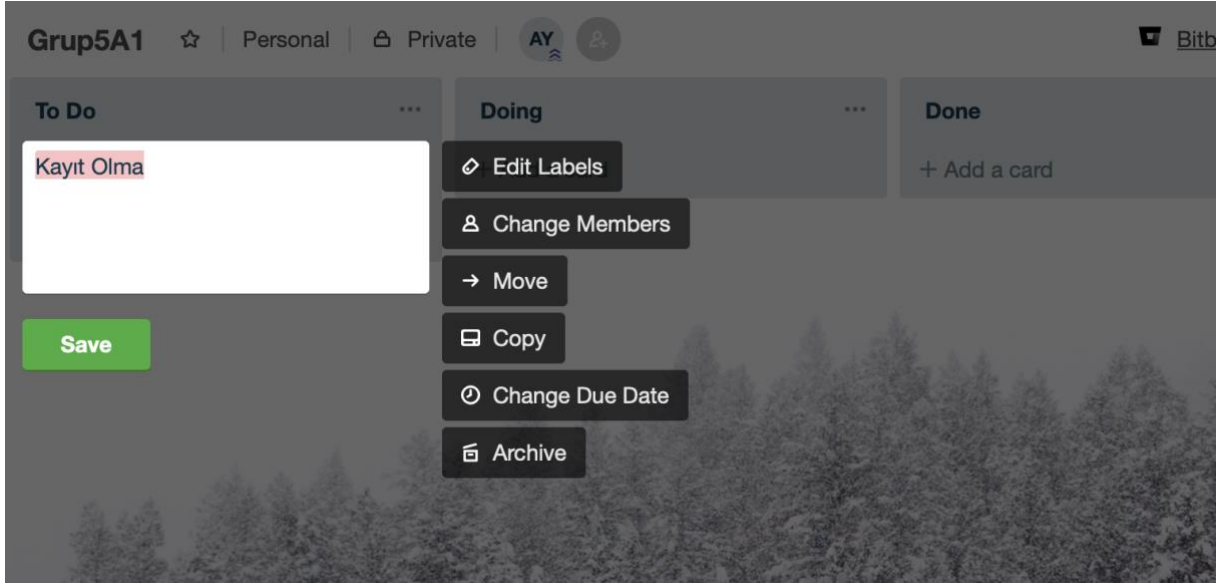 Grup5A1 Personal Private AY Bitb
To Do Doing Done
Kayıt Olma
+ Add a card
Edit Labels
Change Members
Move
Save
Copy
Change Due Date
Archive